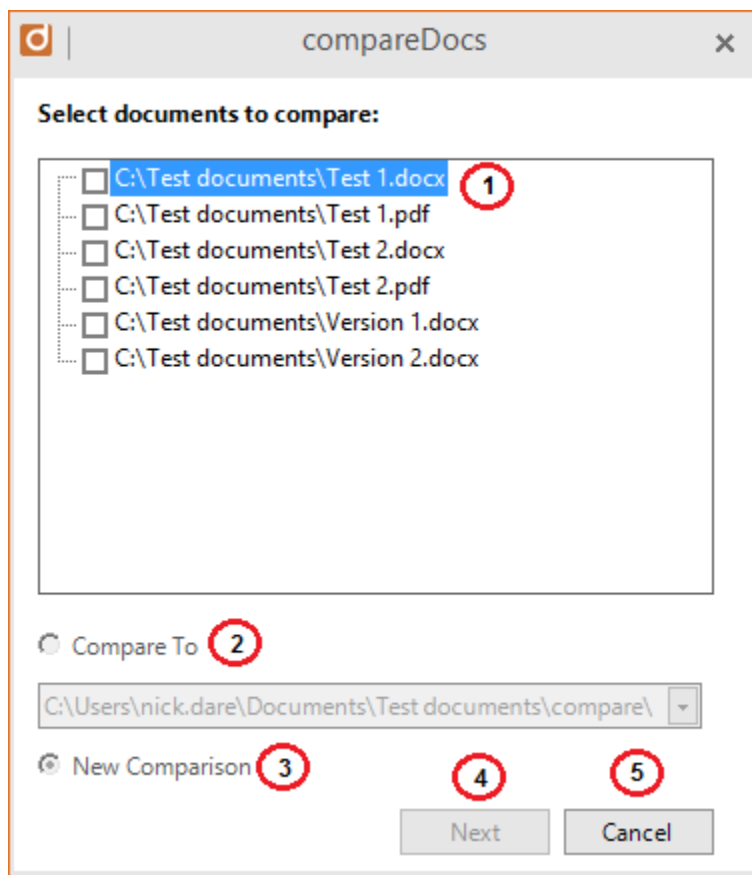 d | compareDocs ×
Select documents to compare:
C:\Test documents\Test 1.docx 1
C:\Test documents\Test 1.pdf
C:\Test documents\Test 2.docx
C:\Test documents\Test 2.pdf
C:\Test documents\Version 1.docx
C:\Test documents\Version 2.docx
Compare To 2
C:\Users\nick.dare\Documents\Test documents\compare\
New Comparison 3
4 5
Next Cancel